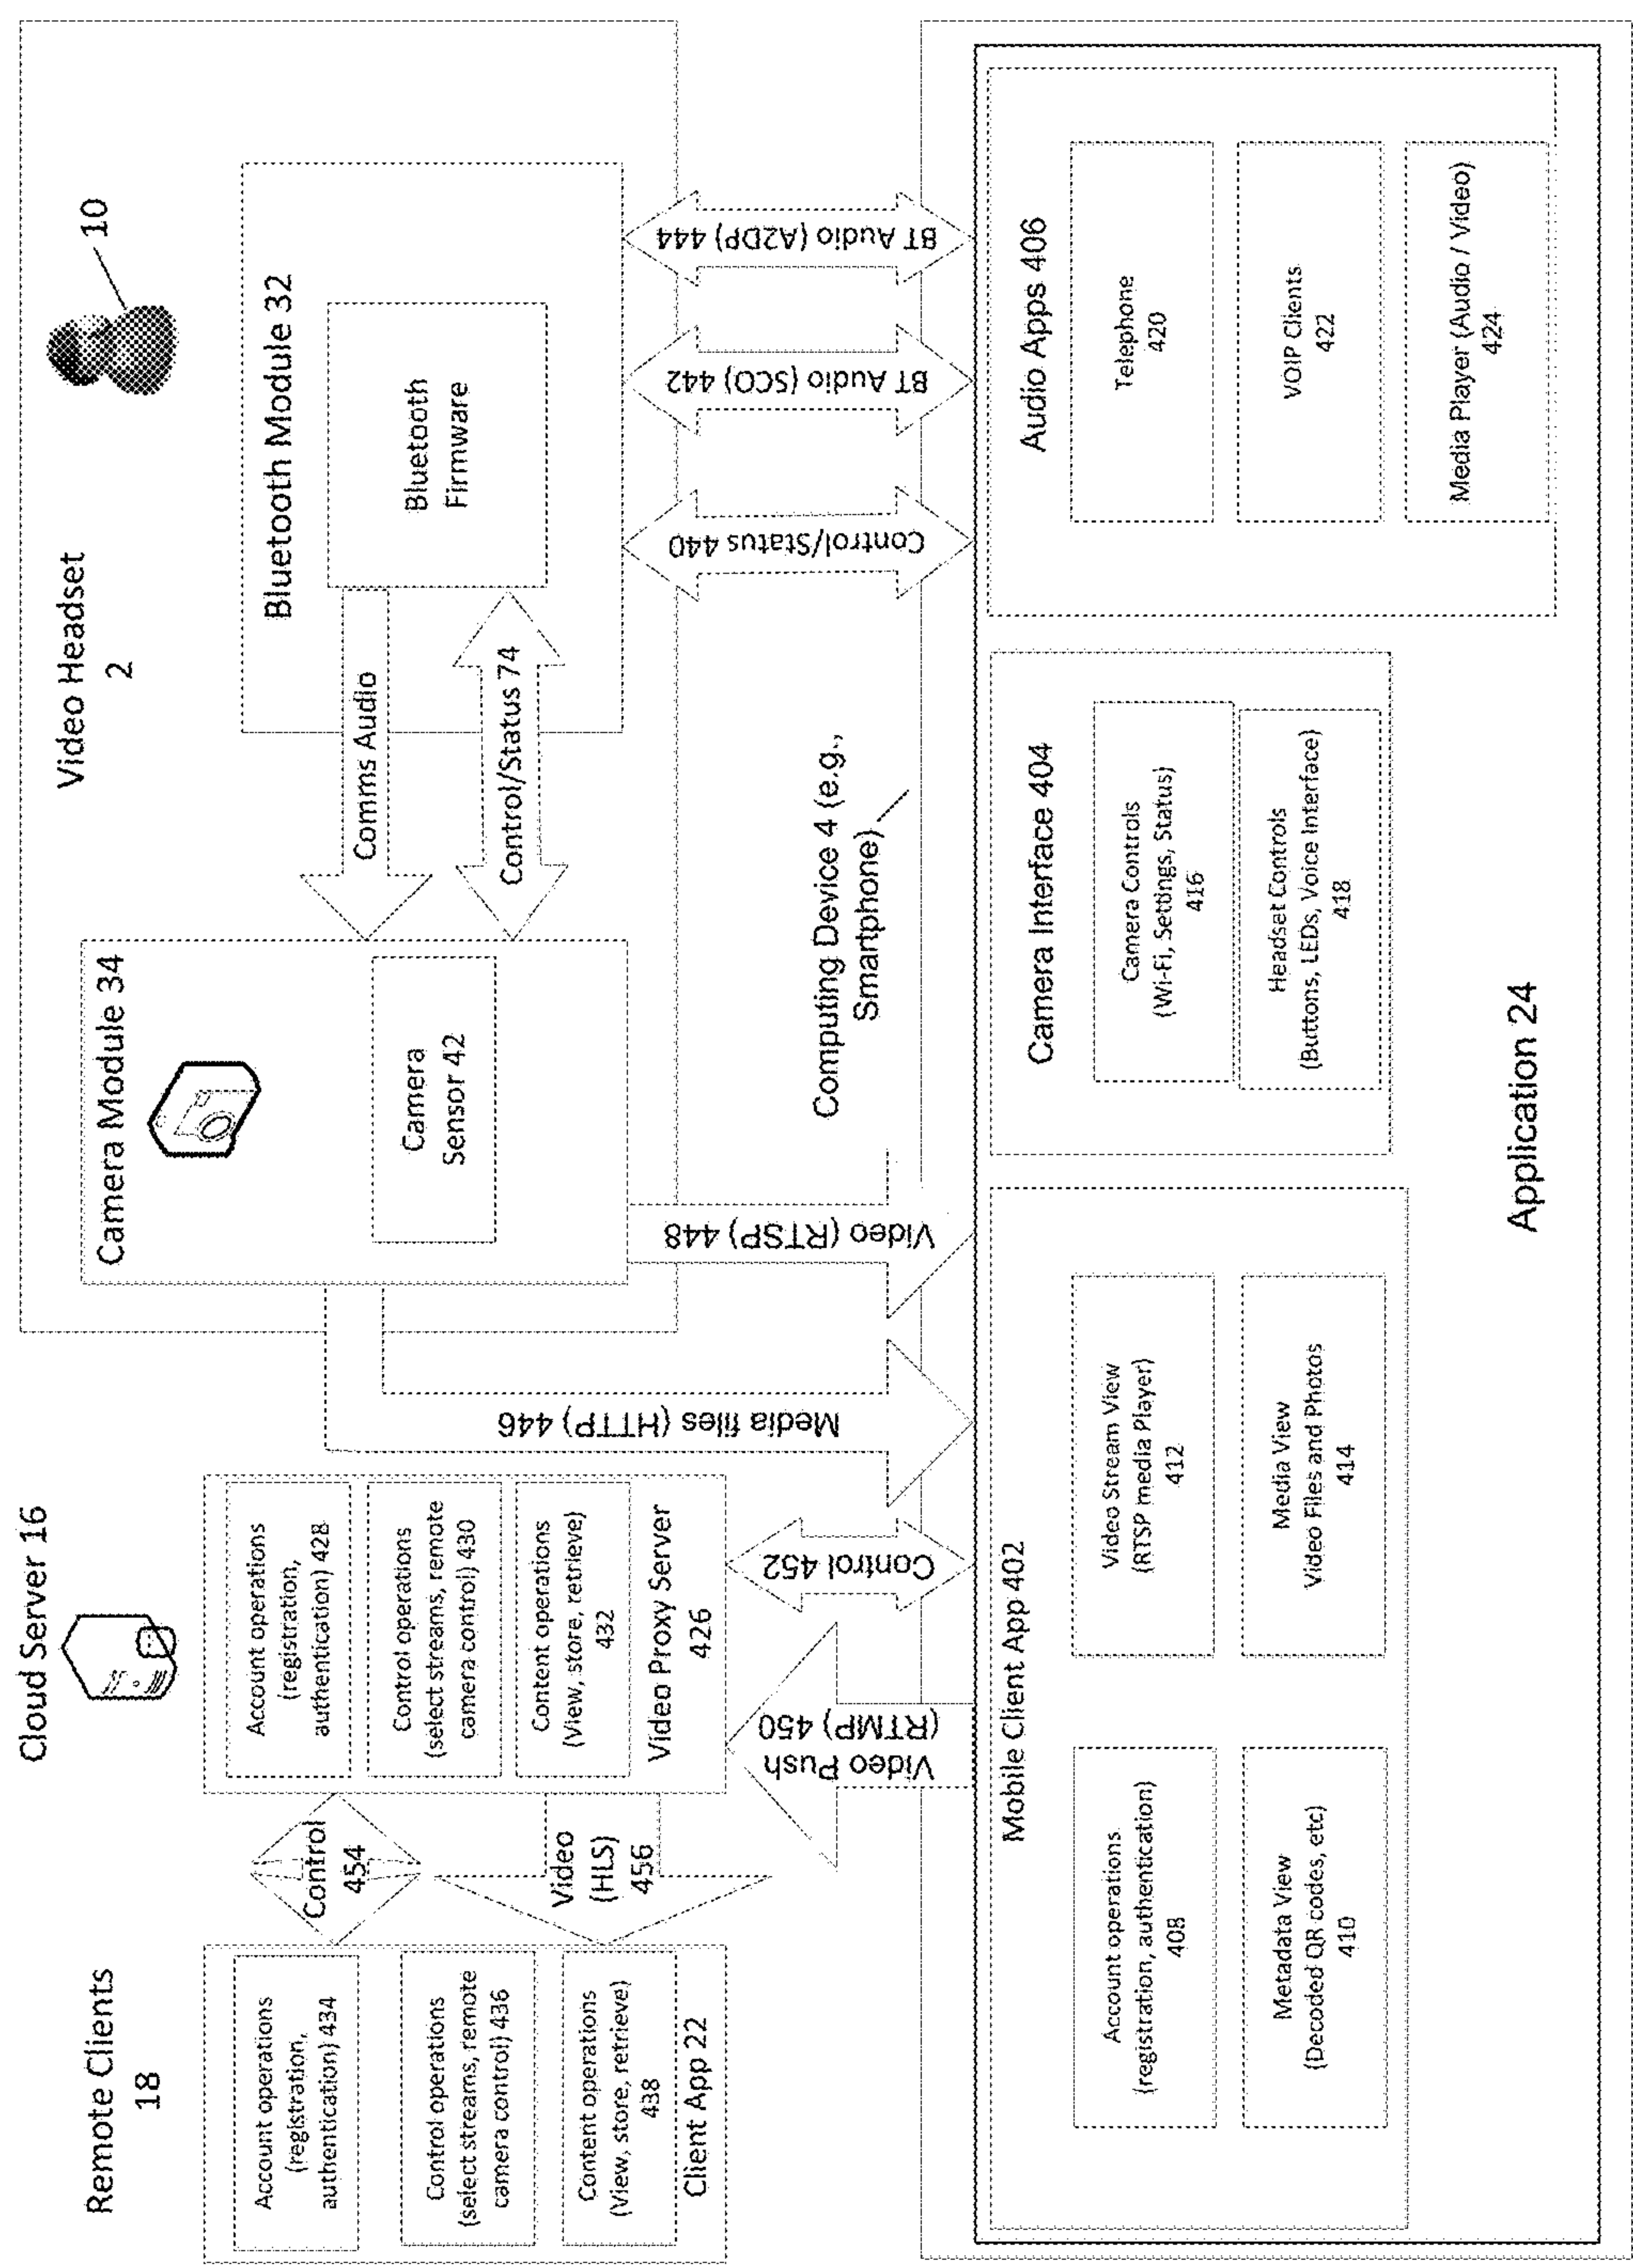 Remote Clients
18
Account operations
(registration,
authentication) 434
Control operations
(select streams, remote
camera control) 436
Content operations
(View, store, retrieve)
438
Client App 22
Control
454
Video
(HLS)
456
Cloud Server 16
Account operations
(registration,
authentication) 428
Control operations
(select streams, remote
camera control) 430
Content operations
(View, store, retrieve)
432
Video Proxy Server
426
Video Push
(RTMP) 450
Control 452
Media files (HTTP) 446
Video (RTSP) 448
Video Headset
2
10
Camera Module 34
Camera
Sensor 42
Comms Audio
Control/Status 74
Bluetooth Module 32
Bluetooth
Firmware
Control/Status 440
BT Audio (SCO) 442
BT Audio (A2DP) 444
Computing Device 4 (e.g.,
Smartphone)
Mobile Client App 402
Account operations
(registration, authentication)
408
Metadata View
(Decoded QR codes, etc)
410
Video Stream View
(RTSP media Player)
412
Media View
Video Files and Photos
414
Camera Interface 404
Camera Controls
(Wi-Fi, Settings, Status)
416
Headset Controls
(Buttons, LEDs, Voice Interface)
418
Audio Apps 406
Telephone
420
VOIP Clients
422
Media Player (Audio / Video)
424
Application 24